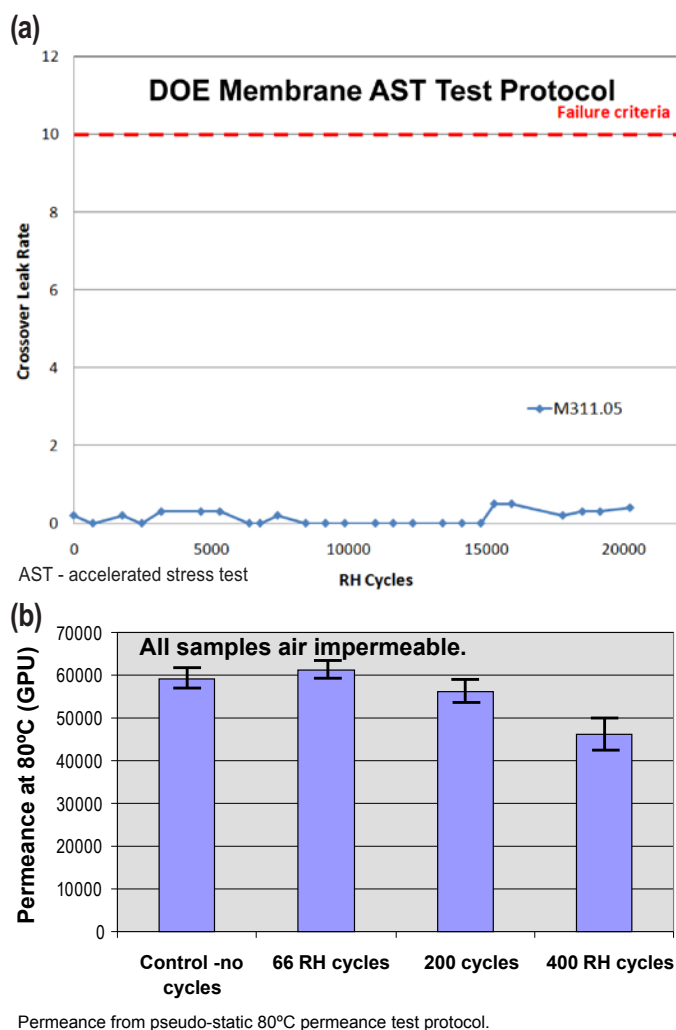 (a)
DOE Membrane AST Test Protocol
Failure criteria
12
10
8
6
4
2
0
Crossover Leak Rate
M311.05
0 5000 10000 15000 20000
AST - accelerated stress test
RH Cycles
(b)
All samples air impermeable.
70000
60000
50000
40000
30000
20000
10000
0
Permeance at 80ºC (GPU)
Control -no cycles
66 RH cycles
200 cycles
400 RH cycles
Permeance from pseudo-static 80ºC permeance test protocol.